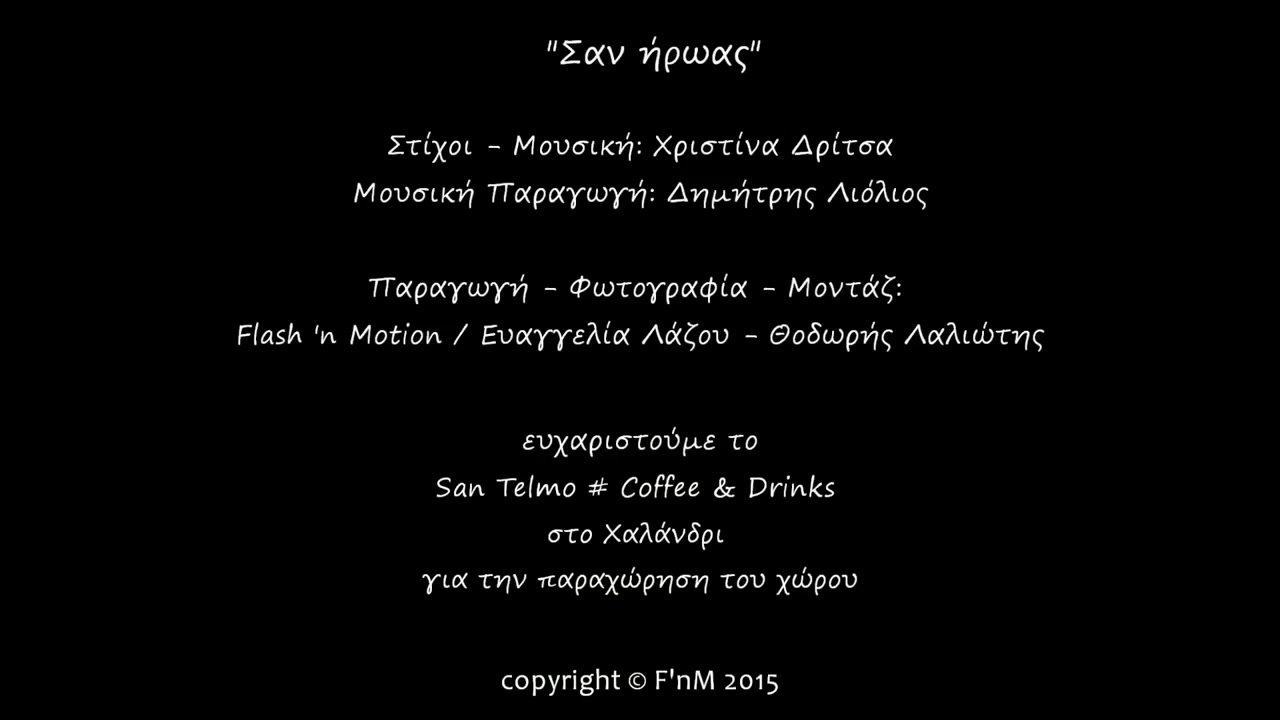 "Σαν ήρωας"
Στίχοι - Μουσική: Χριστίνα Δρίτσα
Μουσική Παραγωγή: Δημήτρης Λιόλιος
Παραγωγή - Φωτογραφία - Μοντάζ:
Flash 'n Motion / Ευαγγελία Λάζου - Θοδωρής Λαλιώτης
ευχαριστούμε το
San Telmo # Coffee & Drinks
στο Χαλάνδρι
για την παραχώρηση του χώρου
copyright © F'nM 2015